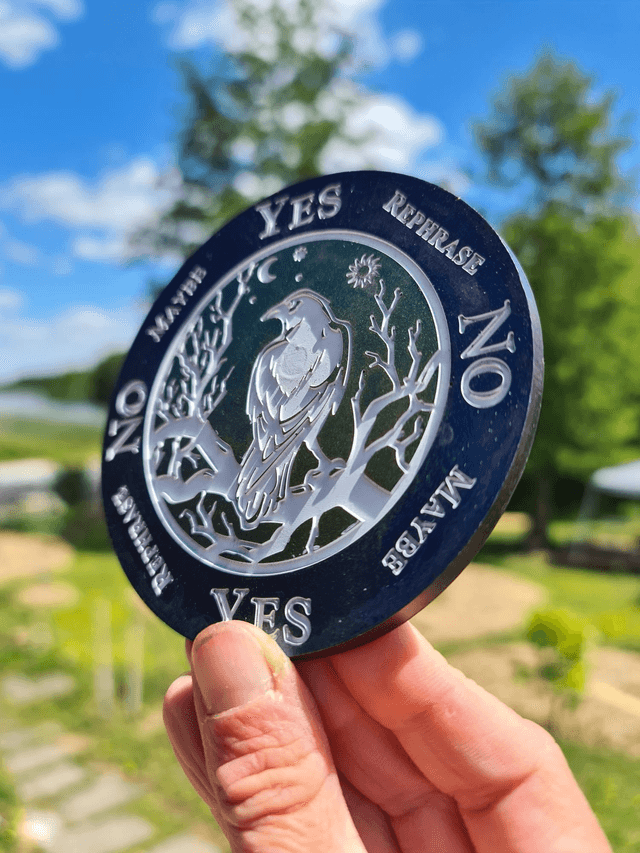 YES
REPHRASE
NO
MAYBE
YES
REPHRASE
NO
MAYBE